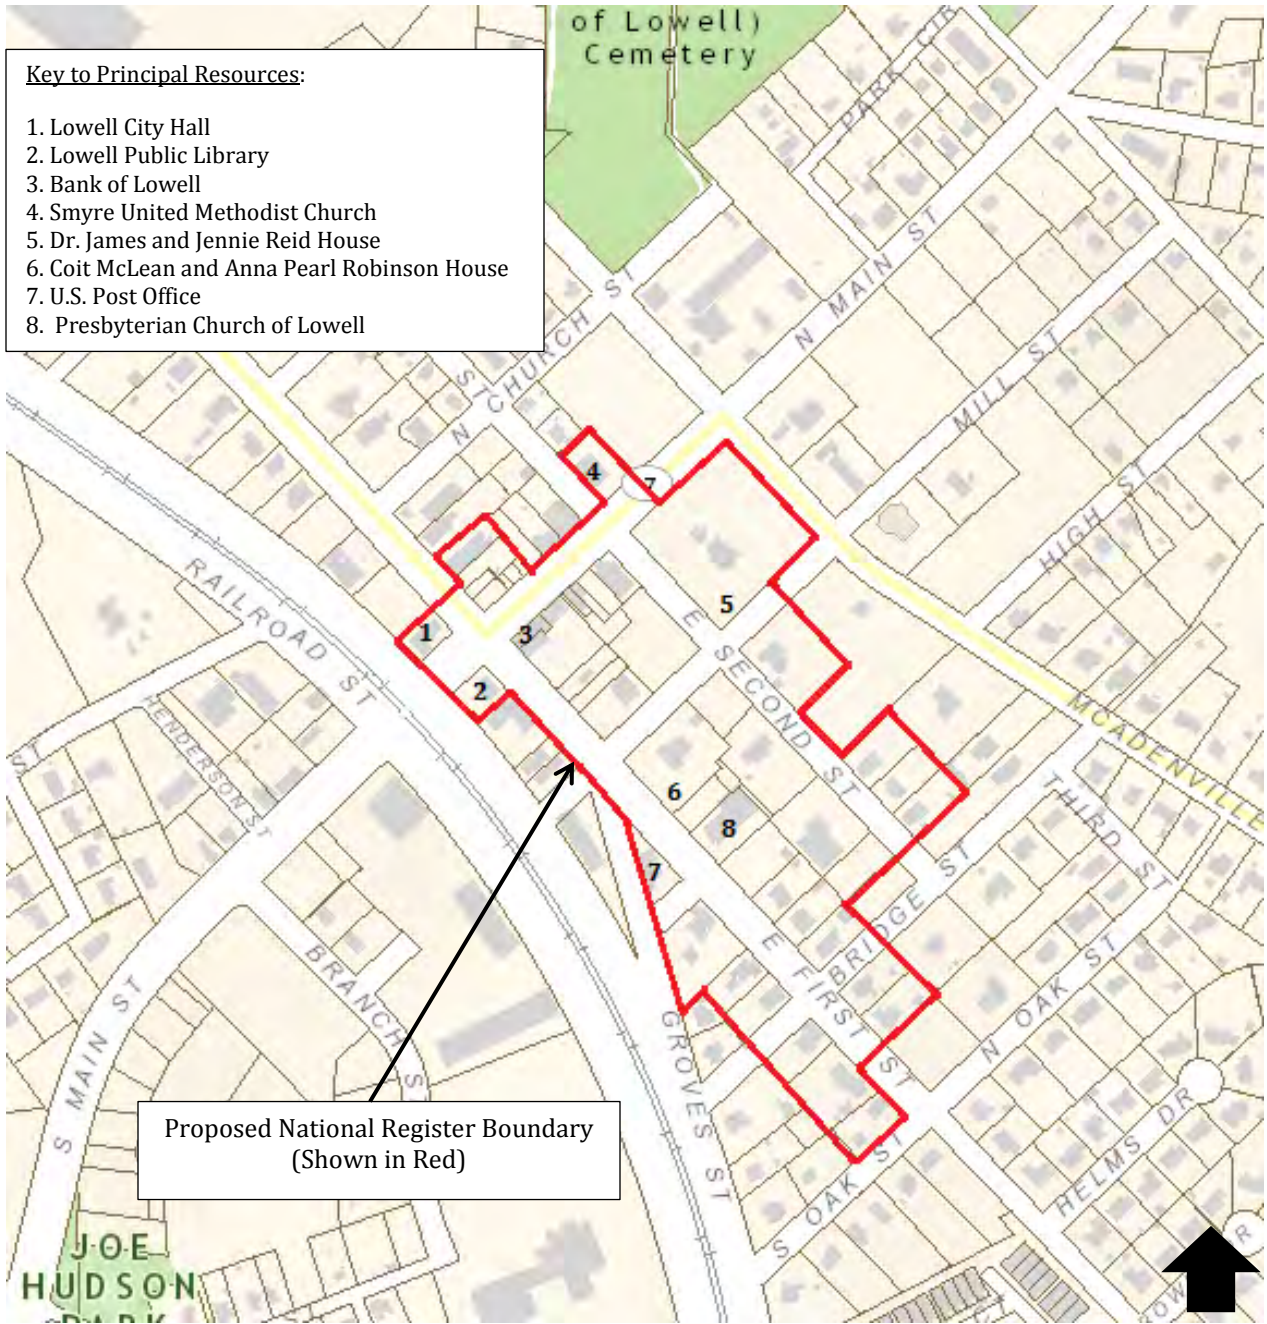 of Lowell)
Cemetery
Key to Principal Resources:
1. Lowell City Hall
2. Lowell Public Library
3. Bank of Lowell
4. Smyre United Methodist Church
5. Dr. James and Jennie Reid House
6. Coit McLean and Anna Pearl Robinson House
7. U.S. Post Office
8. Presbyterian Church of Lowell
PARK CIR
N MAIN ST
N CHURCH ST
ST
MILL ST
HIGH ST
4
7
RAILROAD ST
1
3
5
2
E SECOND ST
MCADENVILLE
HENDERSON ST
ST
6
8
7
THIRD ST
BRIDGE ST
E FIRST ST
N OAK ST
BRANCH ST
S MAIN ST
GROVES ST
HELMS DR
S OAK ST
Proposed National Register Boundary
(Shown in Red)
JOE
HUDSON
PARK
R